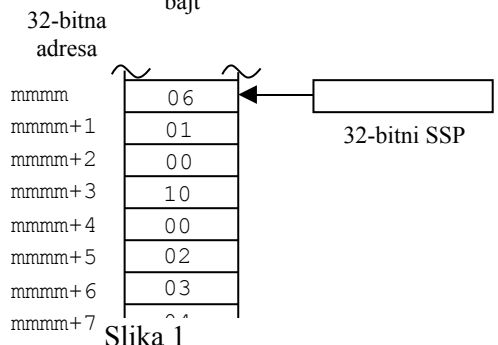 bajt
32-bitna
adresa
mmmm 06
mmmm+1 01
32-bitni SSP
mmmm+2 00
mmmm+3 10
mmmm+4 00
mmmm+5 02
mmmm+6 03
mmmm+7
Slika 1